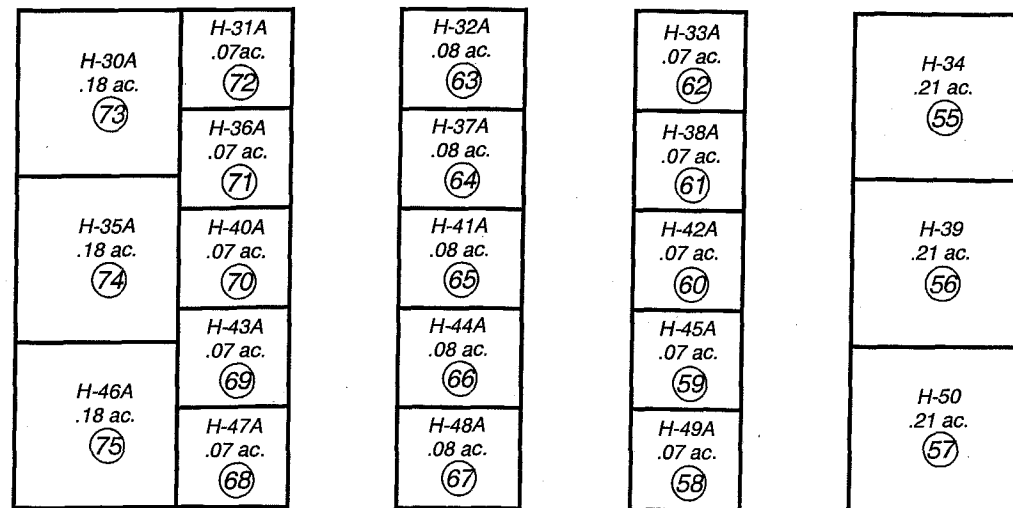 H-30A
.18 ac.
73
H-35A
.18 ac.
74
H-46A
.18 ac.
75
H-31A
.07ac.
72
H-36A
.07 ac.
71
H-40A
.07 ac.
70
H-43A
.07 ac.
69
H-47A
.07 ac.
68
H-32A
.08 ac.
63
H-37A
.08 ac.
64
H-41A
.08 ac.
65
H-44A
.08 ac.
66
H-48A
.08 ac.
67
H-33A
.07 ac.
62
H-38A
.07 ac.
61
H-42A
.07 ac.
60
H-45A
.07 ac.
59
H-49A
.07 ac.
58
H-34
.21 ac.
55
H-39
.21 ac.
56
H-50
.21 ac.
57